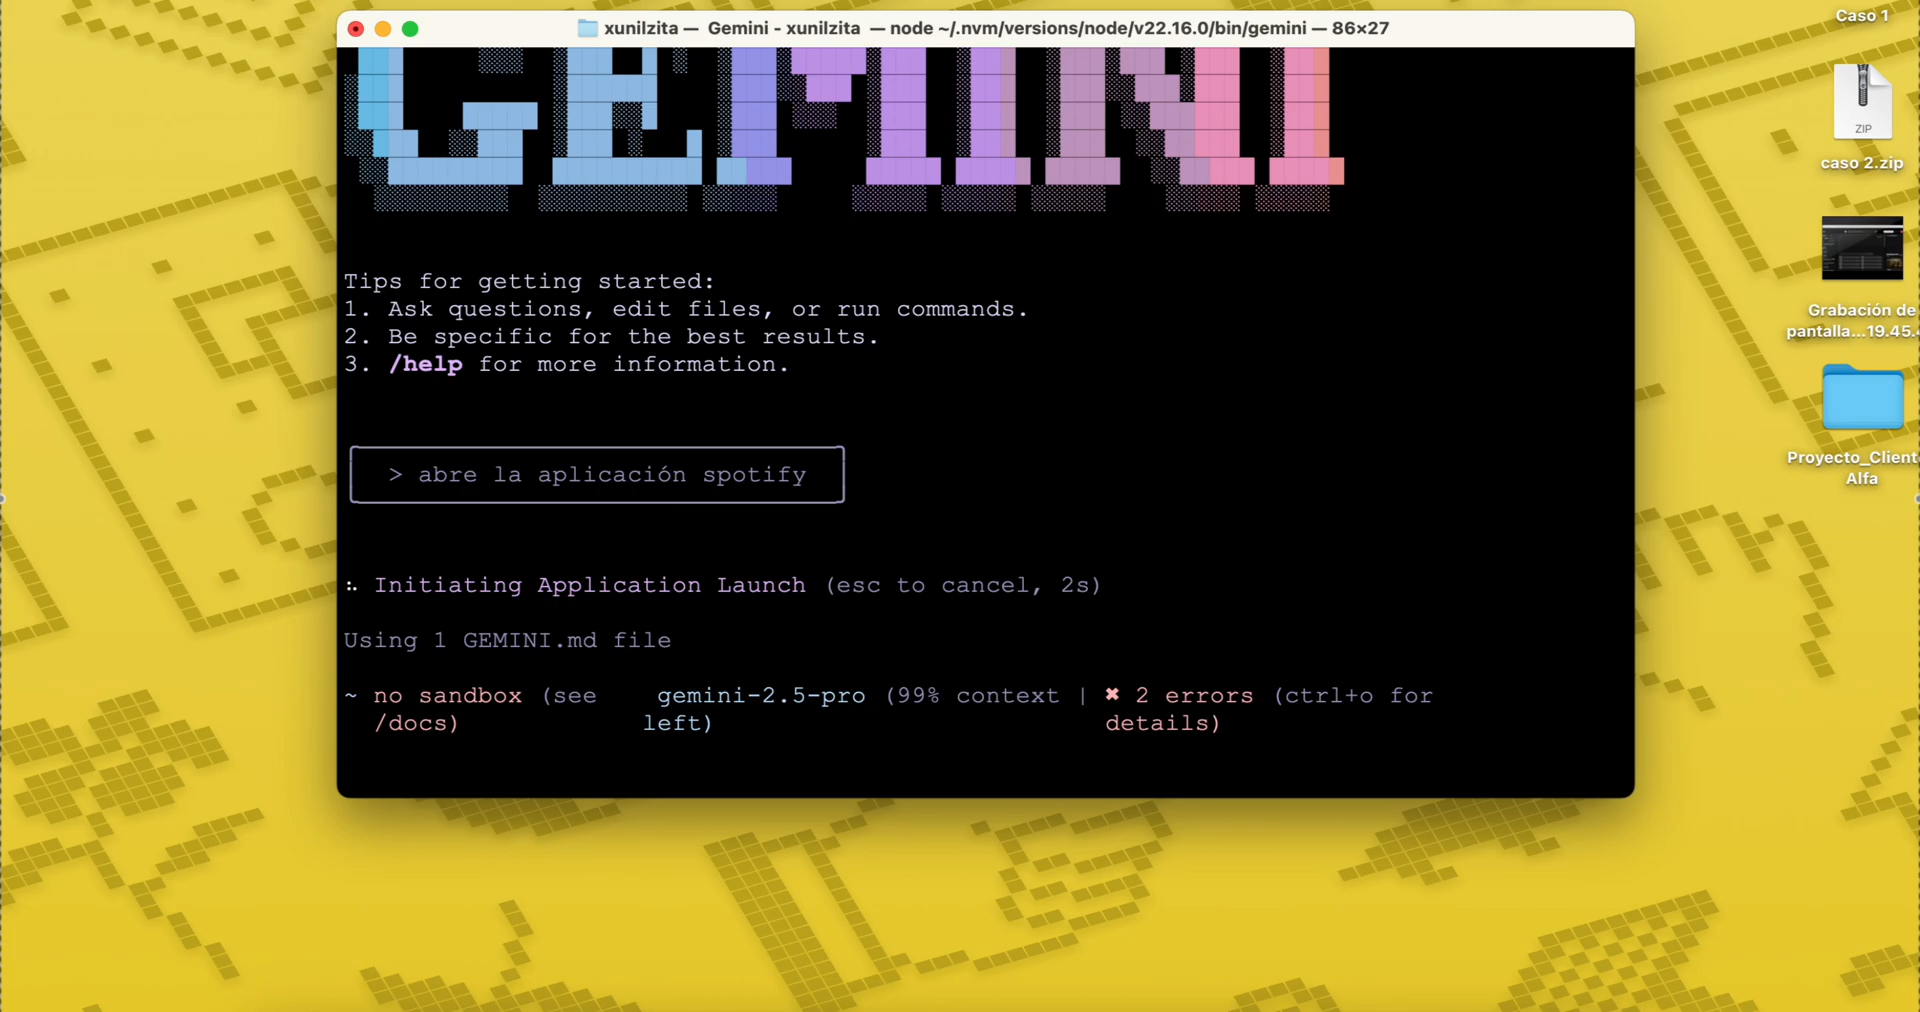 xunilzita — Gemini - xunilzita — node ~/.nvm/versions/node/v22.16.0/bin/gemini — 86×27
GEMINI
Tips for getting started:
1. Ask questions, edit files, or run commands.
2. Be specific for the best results.
3. /help for more information.
> abre la aplicación spotify
Initiating Application Launch (esc to cancel, 2s)
Using 1 GEMINI.md file
~ no sandbox (see /docs)
gemini-2.5-pro (99% context left)
| ✖ 2 errors (ctrl+o for details)
Caso 1
ZIP
caso 2.zip
Grabación de
pantalla...19.45.
Proyecto_Client
Alfa